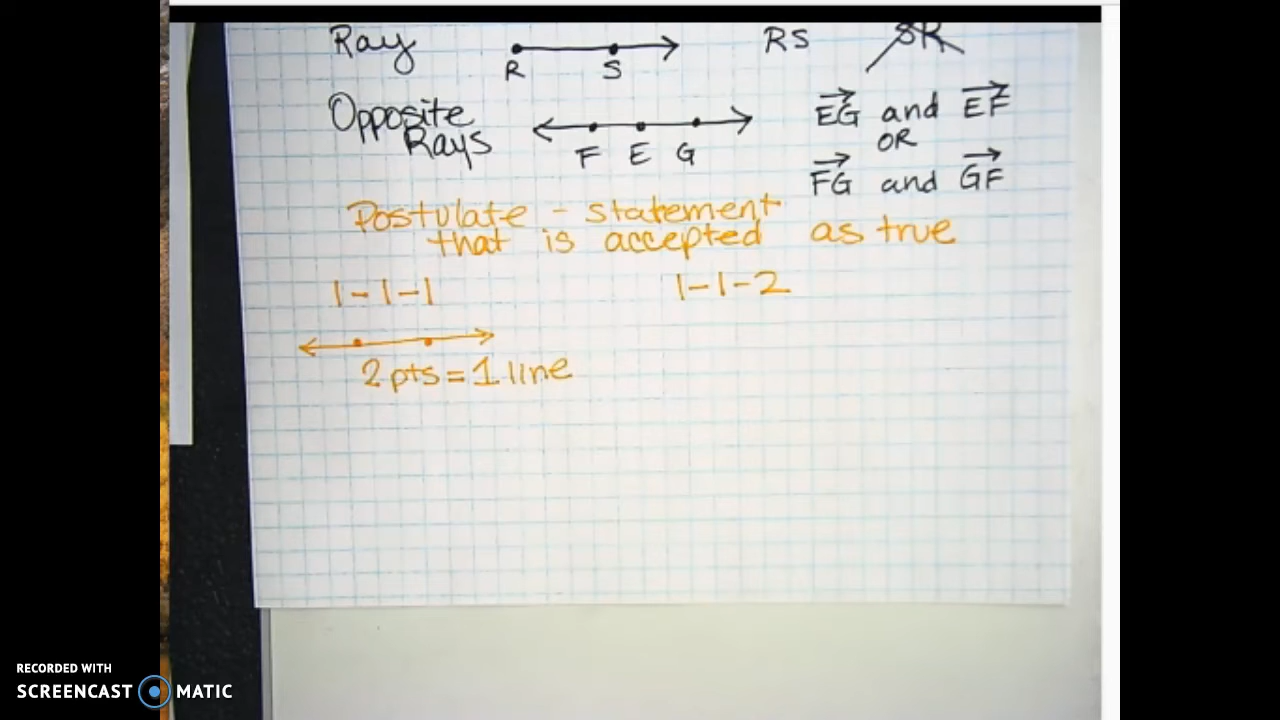 Ray R S RS SR
Opposite Rays F E G EG and EF
OR
FG and GF
Postulate - statement
that is accepted as true
1-1-1 1-1-2
2 pts = 1 line
RECORDED WITH
SCREENCAST MATIC